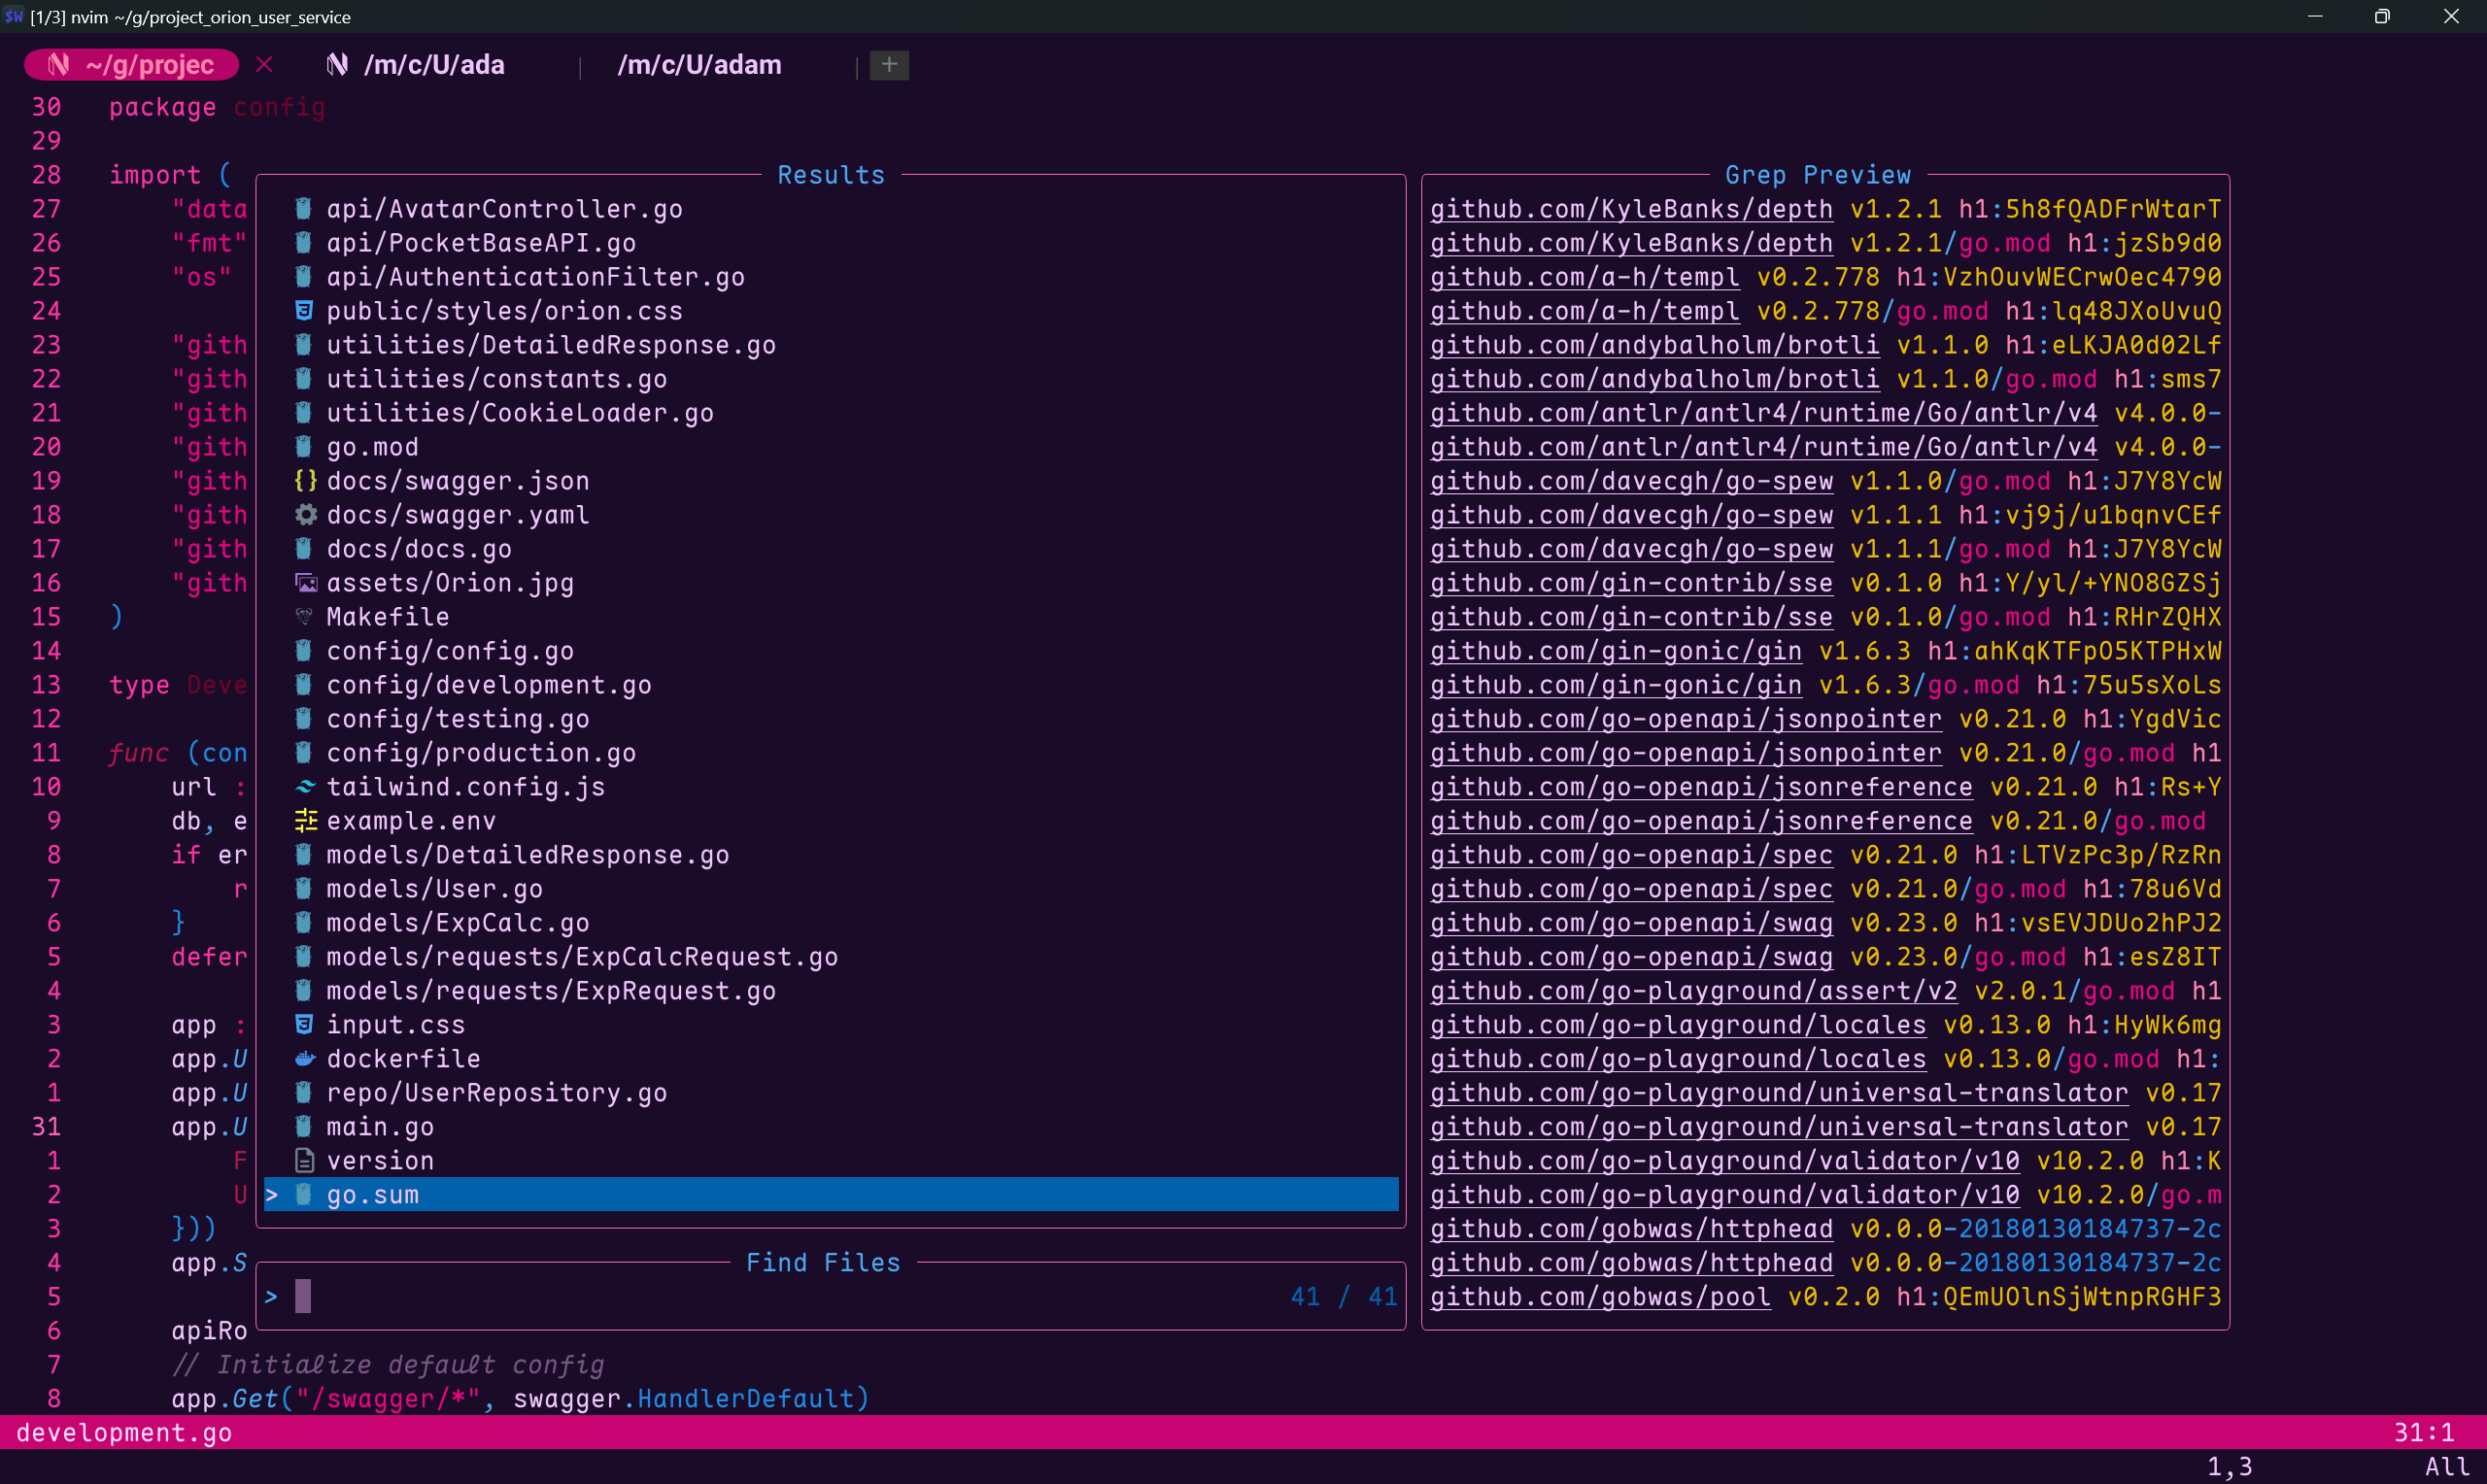 [1/3] nvim ~/g/project_orion_user_service
~/g/projec × /m/c/U/ada | /m/c/U/adam | +
30 package config
29
28 import (
27 "data
26 "fmt"
25 "os"
24
23 "gith
22 "gith
21 "gith
20 "gith
19 "gith
18 "gith
17 "gith
16 "gith
15 )
14
13 type Deve
12
11 func (con
10 url :
9 db, e
8 if er
7 r
6 }
5 defer
4
3 app :
2 app.U
1 app.U
31 app.U
1 F
2 U
3 }))
4 app.S
5
6 apiRo
7 // Initialize default config
8 app.Get("/swagger/*", swagger.HandlerDefault)
Results
api/AvatarController.go
api/PocketBaseAPI.go
api/AuthenticationFilter.go
public/styles/orion.css
utilities/DetailedResponse.go
utilities/constants.go
utilities/CookieLoader.go
go.mod
{} docs/swagger.json
docs/swagger.yaml
docs/docs.go
assets/Orion.jpg
Makefile
config/config.go
config/development.go
config/testing.go
config/production.go
tailwind.config.js
example.env
models/DetailedResponse.go
models/User.go
models/ExpCalc.go
models/requests/ExpCalcRequest.go
models/requests/ExpRequest.go
input.css
dockerfile
repo/UserRepository.go
main.go
version
> go.sum
Find Files
> 41 / 41
Grep Preview
github.com/KyleBanks/depth v1.2.1 h1:5h8fQADFrWtarT
github.com/KyleBanks/depth v1.2.1/go.mod h1:jzSb9d0
github.com/a-h/templ v0.2.778 h1:VzhOuvWECrwOec4790
github.com/a-h/templ v0.2.778/go.mod h1:lq48JXoUvuQ
github.com/andybalholm/brotli v1.1.0 h1:eLKJA0d02Lf
github.com/andybalholm/brotli v1.1.0/go.mod h1:sms7
github.com/antlr/antlr4/runtime/Go/antlr/v4 v4.0.0-
github.com/antlr/antlr4/runtime/Go/antlr/v4 v4.0.0-
github.com/davecgh/go-spew v1.1.0/go.mod h1:J7Y8YcW
github.com/davecgh/go-spew v1.1.1 h1:vj9j/u1bqnvCEf
github.com/davecgh/go-spew v1.1.1/go.mod h1:J7Y8YcW
github.com/gin-contrib/sse v0.1.0 h1:Y/yl/+YNO8GZSj
github.com/gin-contrib/sse v0.1.0/go.mod h1:RHrZQHX
github.com/gin-gonic/gin v1.6.3 h1:ahKqKTFpO5KTPHxW
github.com/gin-gonic/gin v1.6.3/go.mod h1:75u5sXoLs
github.com/go-openapi/jsonpointer v0.21.0 h1:YgdVic
github.com/go-openapi/jsonpointer v0.21.0/go.mod h1
github.com/go-openapi/jsonreference v0.21.0 h1:Rs+Y
github.com/go-openapi/jsonreference v0.21.0/go.mod
github.com/go-openapi/spec v0.21.0 h1:LTVzPc3p/RzRn
github.com/go-openapi/spec v0.21.0/go.mod h1:78u6Vd
github.com/go-openapi/swag v0.23.0 h1:vsEVJDUo2hPJ2
github.com/go-openapi/swag v0.23.0/go.mod h1:esZ8IT
github.com/go-playground/assert/v2 v2.0.1/go.mod h1
github.com/go-playground/locales v0.13.0 h1:HyWk6mg
github.com/go-playground/locales v0.13.0/go.mod h1:
github.com/go-playground/universal-translator v0.17
github.com/go-playground/universal-translator v0.17
github.com/go-playground/validator/v10 v10.2.0 h1:K
github.com/go-playground/validator/v10 v10.2.0/go.m
github.com/gobwas/httphead v0.0.0-20180130184737-2c
github.com/gobwas/httphead v0.0.0-20180130184737-2c
github.com/gobwas/pool v0.2.0 h1:QEmUOlnSjWtnpRGHF3
development.go 31:1
1,3 All